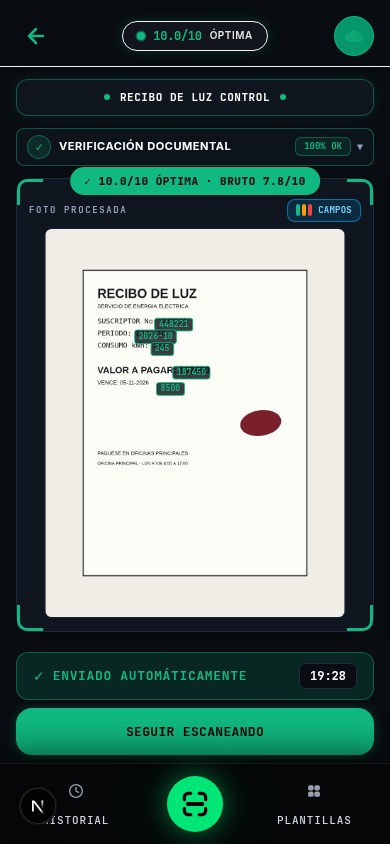 10.0/10 ÓPTIMA
RECIBO DE LUZ CONTROL
VERIFICACIÓN DOCUMENTAL
100% OK
10.0/10 ÓPTIMA · BRUTO 7.8/10
FOTO PROCESADA
CAMPOS
RECIBO DE LUZ
SERVICIO DE ENERGIA ELECTRICA
SUSCRIPTOR No 448221
PERIODO: 2026-10
CONSUMO kWh: 245
VALOR A PAGAR 187450
VENCE: 05-11-2026
8500
PAGUESE EN OFICINAS PRINCIPALES
OFICINA PRINCIPAL - LUN A VIE 8:00 A 17:00
✓ ENVIADO AUTOMÁTICAMENTE
19:28
SEGUIR ESCANEANDO
N
HISTORIAL
PLANTILLAS